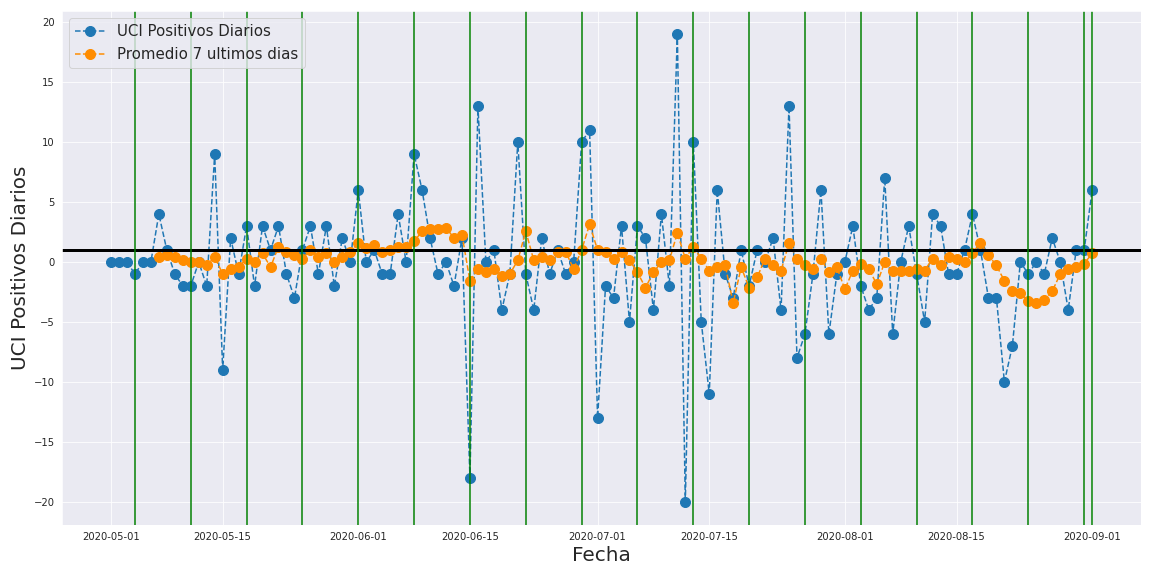 UCI Positivos Diarios
Promedio 7 ultimos dias
UCI Positivos Diarios
20
15
10
5
0
−5
−10
−15
−20
2020-05-01 2020-05-15 2020-06-01 2020-06-15 2020-07-01 2020-07-15 2020-08-01 2020-08-15 2020-09-01
Fecha